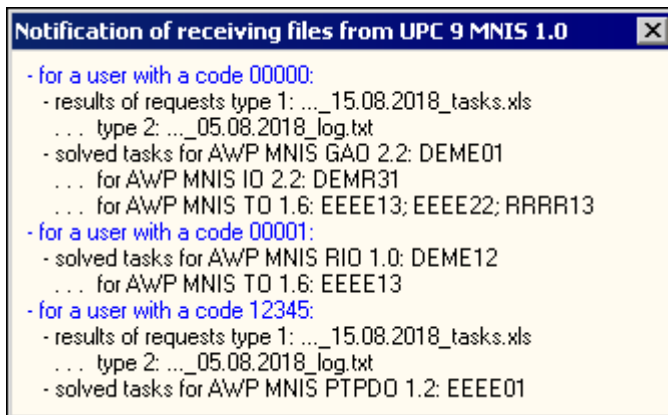 Notification of receiving files from UPC 9 MNIS 1.0
- for a user with a code 00000:
- results of requests type 1: ..._15.08.2018_tasks.xls
. . . type 2: ..._05.08.2018_log.txt
- solved tasks for AWP MNIS GAO 2.2: DEME01
. . . for AWP MNIS IO 2.2: DEMR31
. . . for AWP MNIS TO 1.6: EEEE13; EEEE22; RRRR13
- for a user with a code 00001:
- solved tasks for AWP MNIS RIO 1.0: DEME12
. . . for AWP MNIS TO 1.6: EEEE13
- for a user with a code 12345:
- results of requests type 1: ..._15.08.2018_tasks.xls
. . . type 2: ..._05.08.2018_log.txt
- solved tasks for AWP MNIS PTPDO 1.2: EEEE01